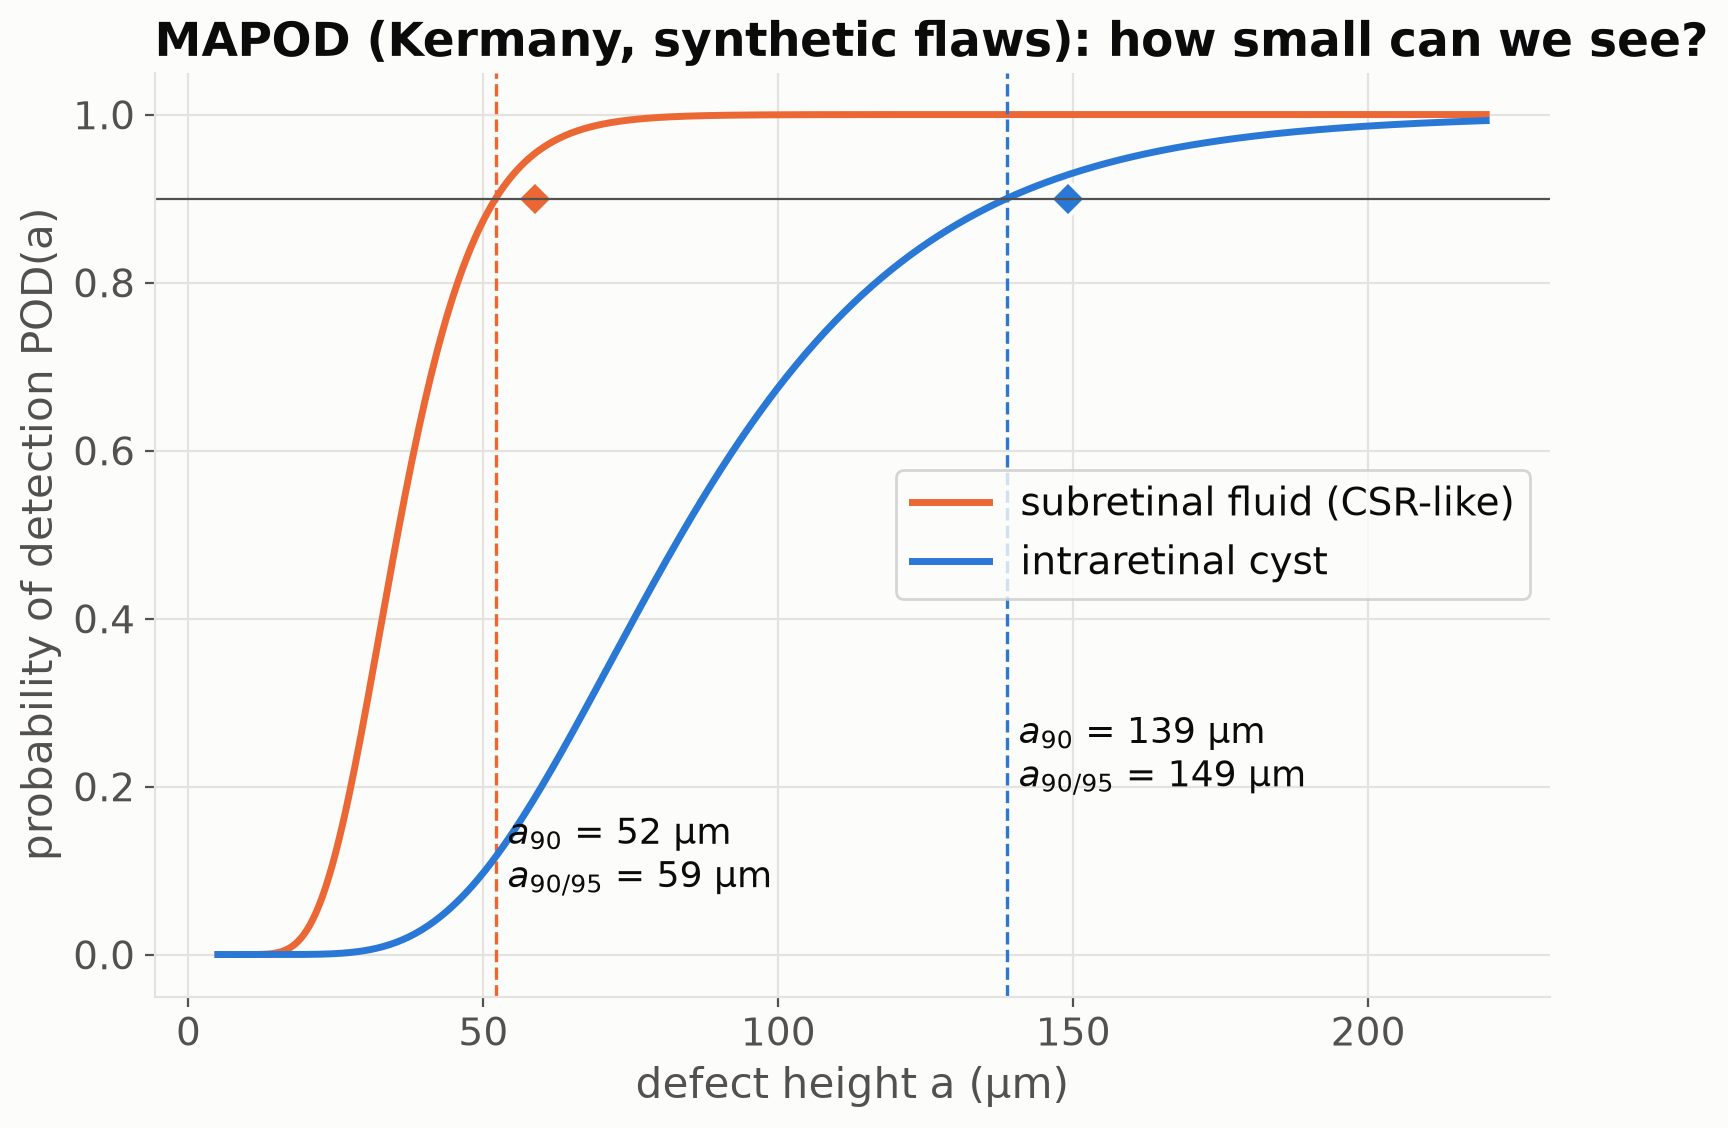 MAPOD (Kermany, synthetic flaws): how small can we see?
probability of detection POD(a)
1.0
0.8
0.6
0.4
0.2
0.0
subretinal fluid (CSR-like)
intraretinal cyst
a90 = 139 µm
a90/95 = 149 µm
a90 = 52 µm
a90/95 = 59 µm
0 50 100 150 200
defect height a (µm)